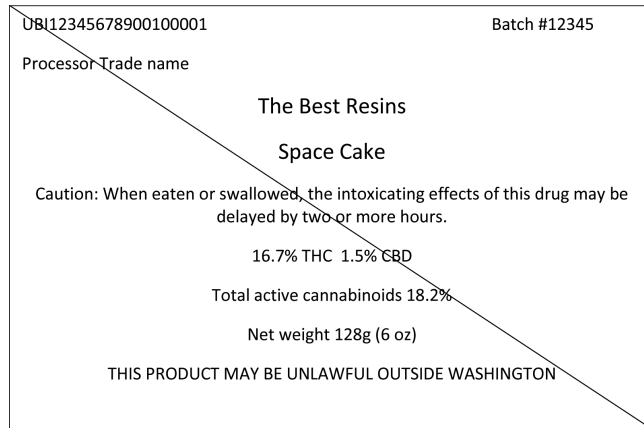 UBI12345678900100001 Batch #12345
Processor Trade name
The Best Resins
Space Cake
Caution: When eaten or swallowed, the intoxicating effects of this drug may be
delayed by two or more hours.
16.7% THC 1.5% CBD
Total active cannabinoids 18.2%
Net weight 128g (6 oz)
THIS PRODUCT MAY BE UNLAWFUL OUTSIDE WASHINGTON